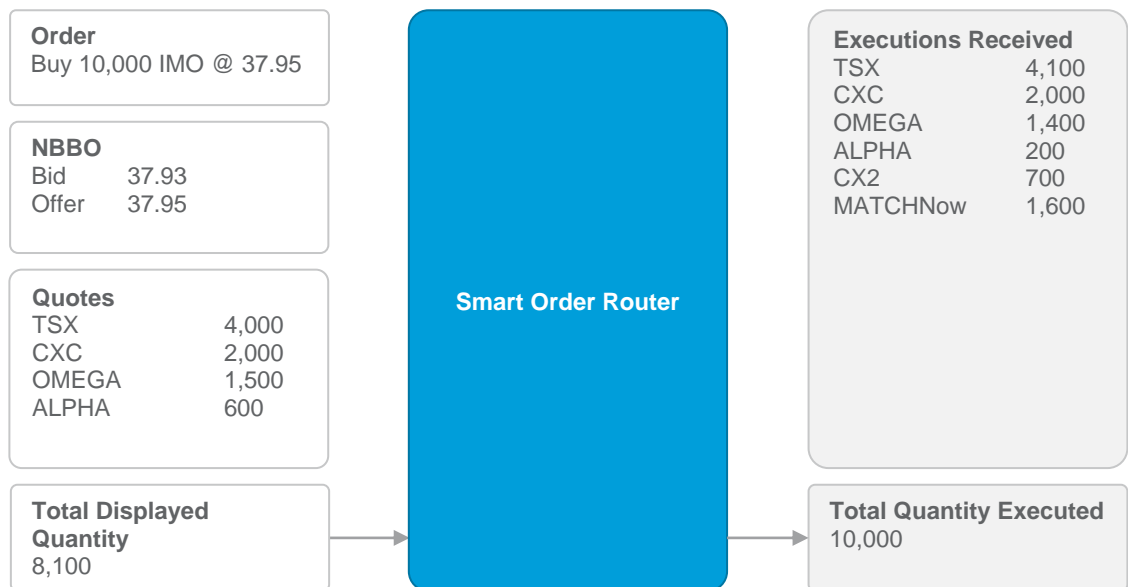 Order
Buy 10,000 IMO @ 37.95
NBBO
Bid 37.93
Offer 37.95
Quotes
TSX 4,000
CXC 2,000
OMEGA 1,500
ALPHA 600
Total Displayed
Quantity
8,100
Smart Order Router
Executions Received
TSX 4,100
CXC 2,000
OMEGA 1,400
ALPHA 200
CX2 700
MATCHNow 1,600
Total Quantity Executed
10,000